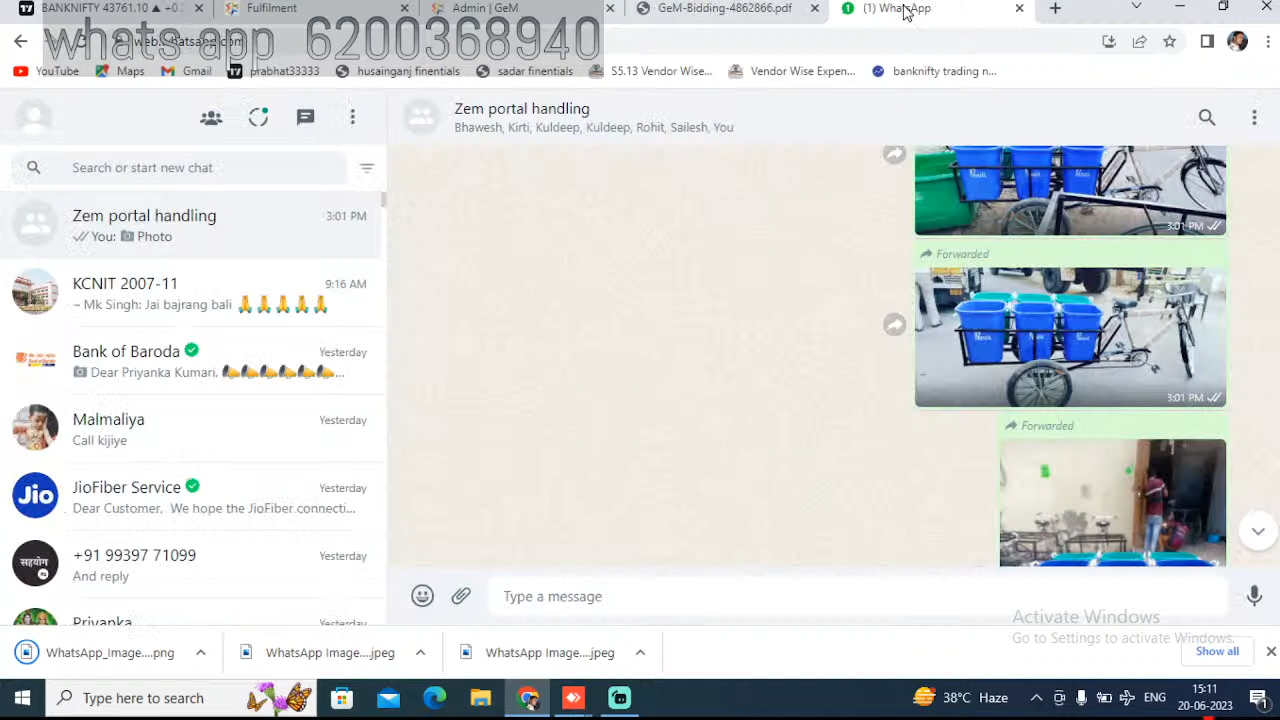 BANKNIFTY 43761.10 ▲ +0.
Fulfilment
Admin | GeM
GeM-Bidding-4862866.pdf
(1) WhatsApp
whats app 6200368940
YouTube
Maps
Gmail
prabhat33333
husainganj finentials
sadar finentials
S5.13 Vendor Wise...
Vendor Wise Expen...
banknifty trading n...
Zem portal handling
Bhawesh, Kirti, Kuldeep, Kuldeep, Rohit, Sailesh, You
Search or start new chat
Zem portal handling
3:01 PM
You: Photo
KCNIT 2007-11
9:16 AM
~ Mk Singh: Jai bajrang bali 🙏🙏🙏🙏🙏
Bank of Baroda
Yesterday
Dear Priyanka Kumari, 📣📣📣📣📣📣...
Malmaliya
Yesterday
Call kijiye
Jio
JioFiber Service
Yesterday
Dear Customer, We hope the JioFiber connecti...
सहयोग
+91 99397 71099
Yesterday
And reply
Priyanka
Yesterday
3:01 PM
Forwarded
3:01 PM
Forwarded
Type a message
Activate Windows
Go to Settings to activate Windows.
WhatsApp_Image....png
WhatsApp Image....jpeg
WhatsApp Image....jpeg
Show all
Type here to search
38°C Haze
ENG
15:11
20-06-2023
1